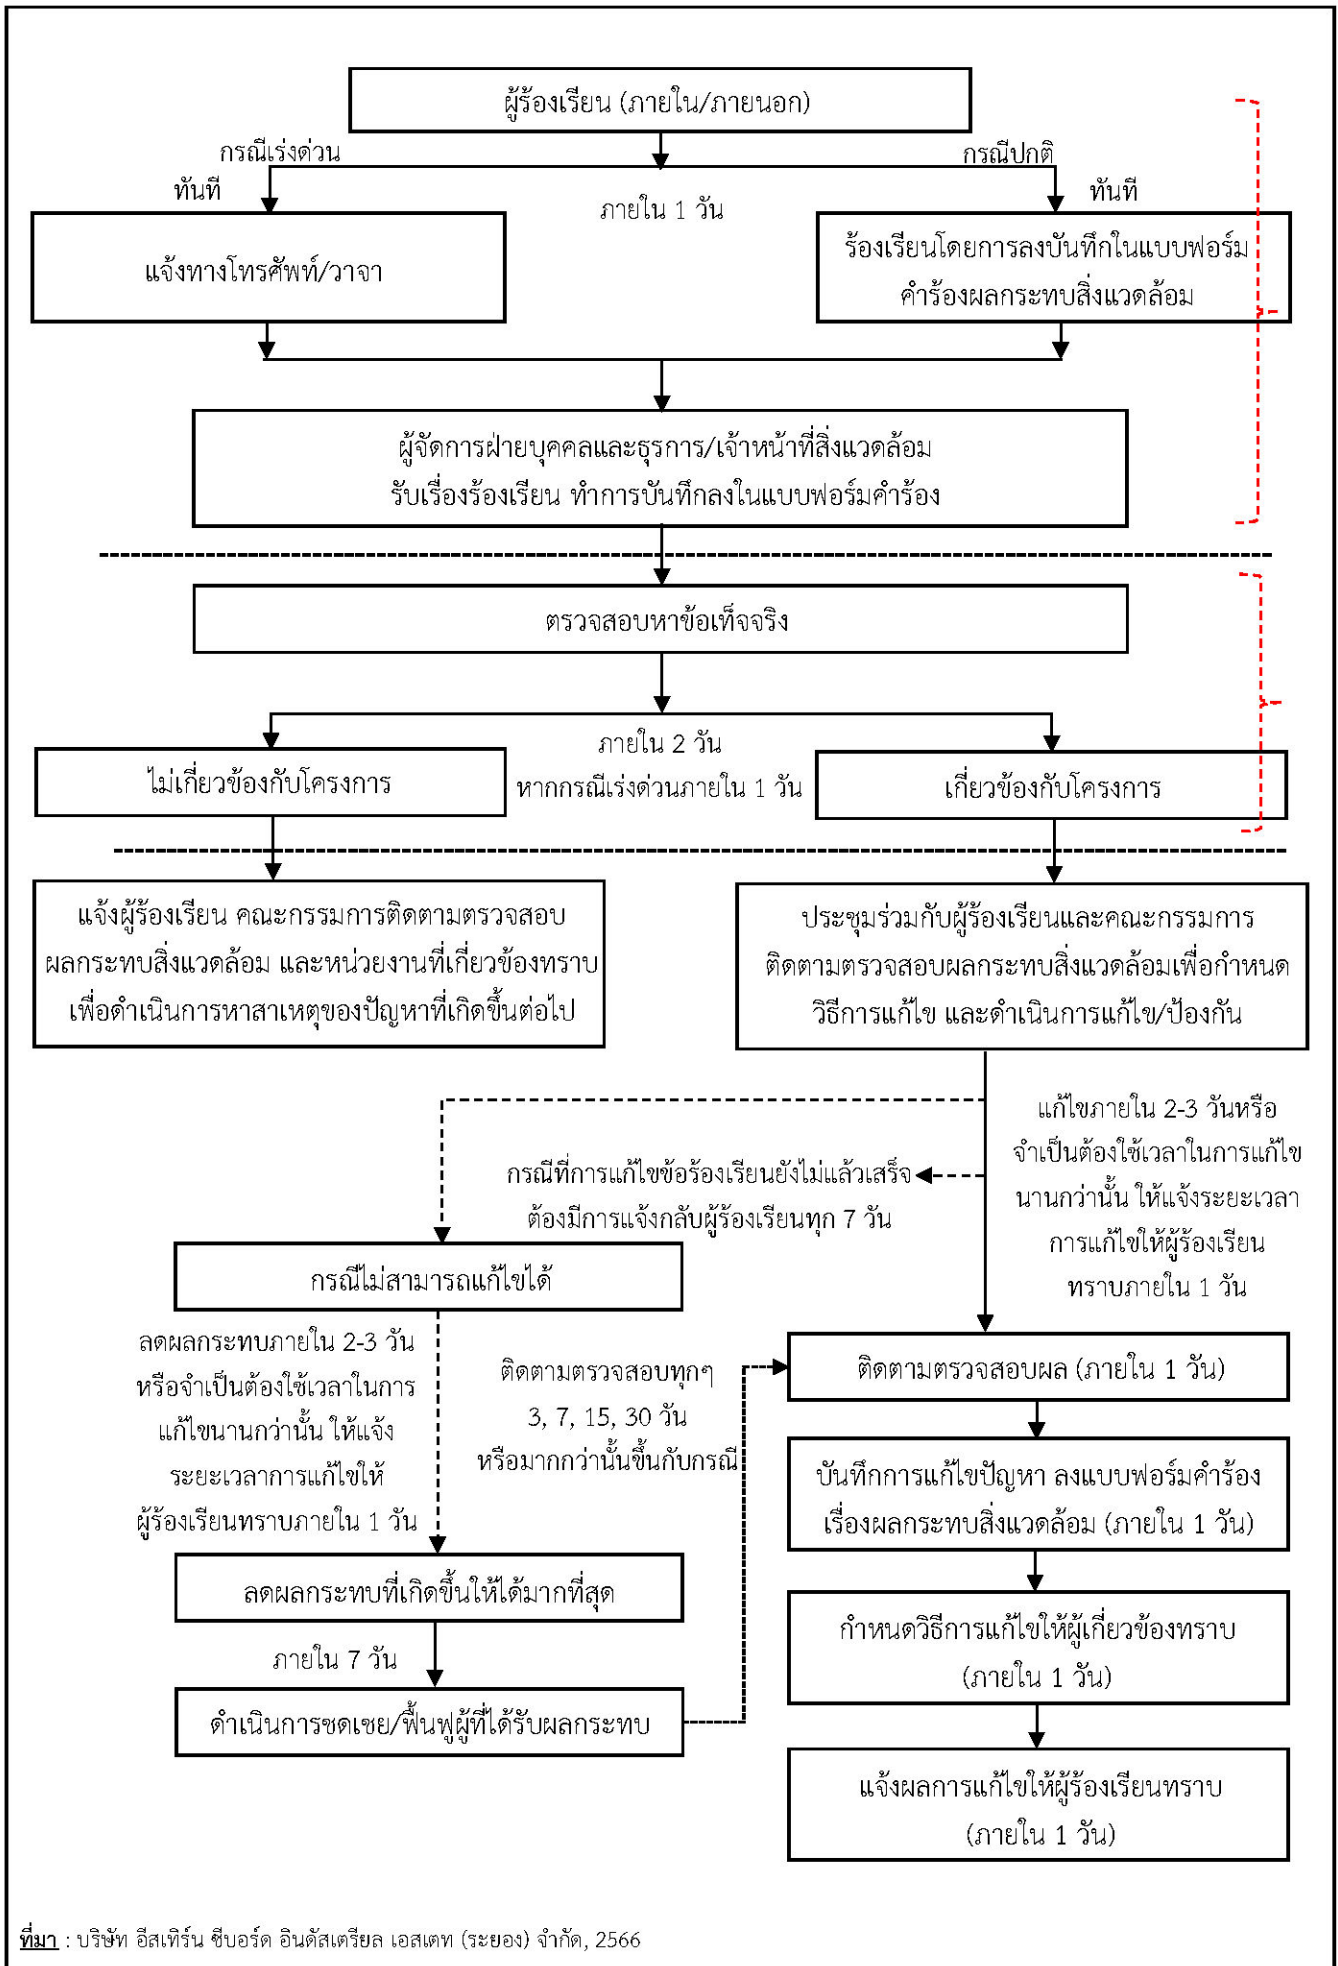 ผู้ร้องเรียน (ภายใน/ภายนอก)
กรณีเร่งด่วน
กรณีปกติ
ทันที
ภายใน 1 วัน
ทันที
แจ้งทางโทรศัพท์/วาจา
ร้องเรียนโดยการลงบันทึกในแบบฟอร์ม
คำร้องผลกระทบสิ่งแวดล้อม
ผู้จัดการฝ่ายบุคคลและธุรการ/เจ้าหน้าที่สิ่งแวดล้อม
รับเรื่องร้องเรียน ทำการบันทึกลงในแบบฟอร์มคำร้อง
ตรวจสอบหาข้อเท็จจริง
ภายใน 2 วัน
หากกรณีเร่งด่วนภายใน 1 วัน
ไม่เกี่ยวข้องกับโครงการ
เกี่ยวข้องกับโครงการ
แจ้งผู้ร้องเรียน คณะกรรมการติดตามตรวจสอบ
ผลกระทบสิ่งแวดล้อม และหน่วยงานที่เกี่ยวข้องทราบ
เพื่อดำเนินการหาสาเหตุของปัญหาที่เกิดขึ้นต่อไป
ประชุมร่วมกับผู้ร้องเรียนและคณะกรรมการ
ติดตามตรวจสอบผลกระทบสิ่งแวดล้อมเพื่อกำหนด
วิธีการแก้ไข และดำเนินการแก้ไข/ป้องกัน
แก้ไขภายใน 2-3 วันหรือ
จำเป็นต้องใช้เวลาในการแก้ไข
นานกว่านั้น ให้แจ้งระยะเวลา
การแก้ไขให้ผู้ร้องเรียน
ทราบภายใน 1 วัน
กรณีที่การแก้ไขข้อร้องเรียนยังไม่แล้วเสร็จ
ต้องมีการแจ้งกลับผู้ร้องเรียนทุก 7 วัน
กรณีไม่สามารถแก้ไขได้
ลดผลกระทบภายใน 2-3 วัน
หรือจำเป็นต้องใช้เวลาในการ
แก้ไขนานกว่านั้น ให้แจ้ง
ระยะเวลาการแก้ไขให้
ผู้ร้องเรียนทราบภายใน 1 วัน
ติดตามตรวจสอบทุกๆ
3, 7, 15, 30 วัน
หรือมากกว่านั้นขึ้นกับกรณี
ติดตามตรวจสอบผล (ภายใน 1 วัน)
บันทึกการแก้ไขปัญหา ลงแบบฟอร์มคำร้อง
เรื่องผลกระทบสิ่งแวดล้อม (ภายใน 1 วัน)
ลดผลกระทบที่เกิดขึ้นให้ได้มากที่สุด
กำหนดวิธีการแก้ไขให้ผู้เกี่ยวข้องทราบ
(ภายใน 1 วัน)
ภายใน 7 วัน
ดำเนินการชดเชย/ฟื้นฟูผู้ที่ได้รับผลกระทบ
แจ้งผลการแก้ไขให้ผู้ร้องเรียนทราบ
(ภายใน 1 วัน)
ที่มา : บริษัท อีสเทิร์น ซีบอร์ด อินดัสเตรียล เอสเตท (ระยอง) จำกัด, 2566